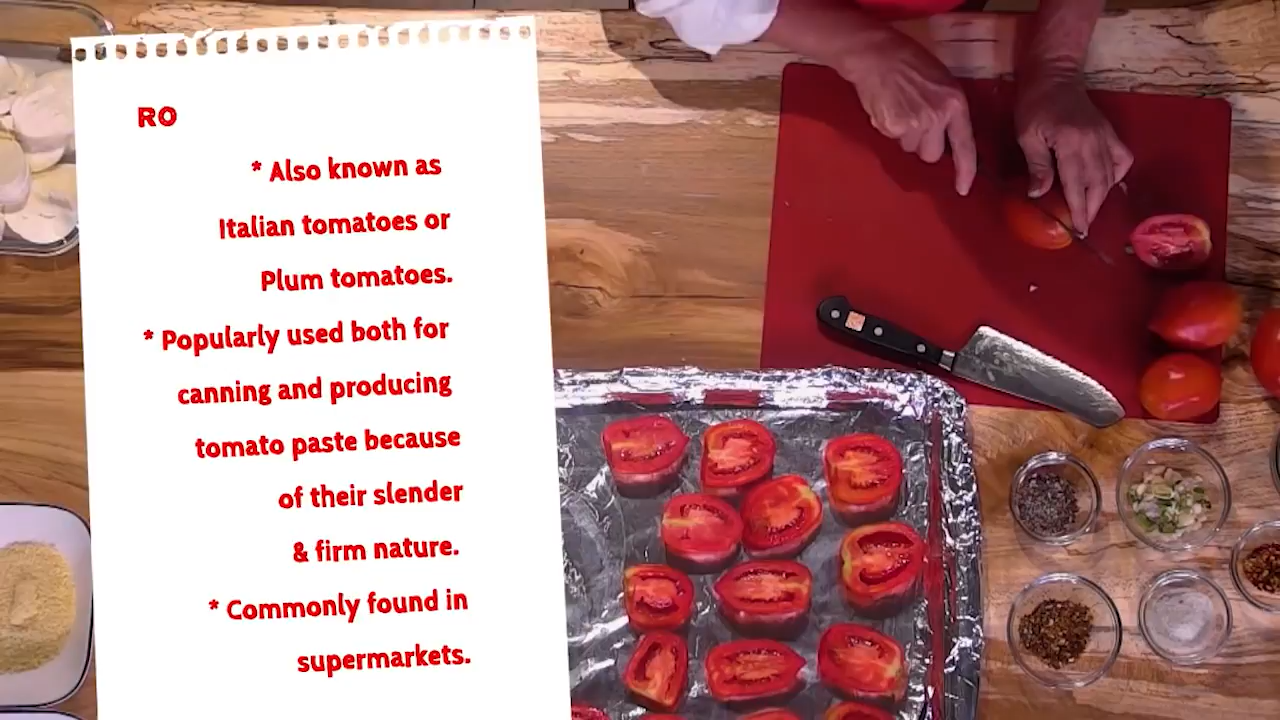 RO
* Also known as
Italian tomatoes or
Plum tomatoes.
* Popularly used both for
canning and producing
tomato paste because
of their slender
& firm nature.
* Commonly found in
supermarkets.